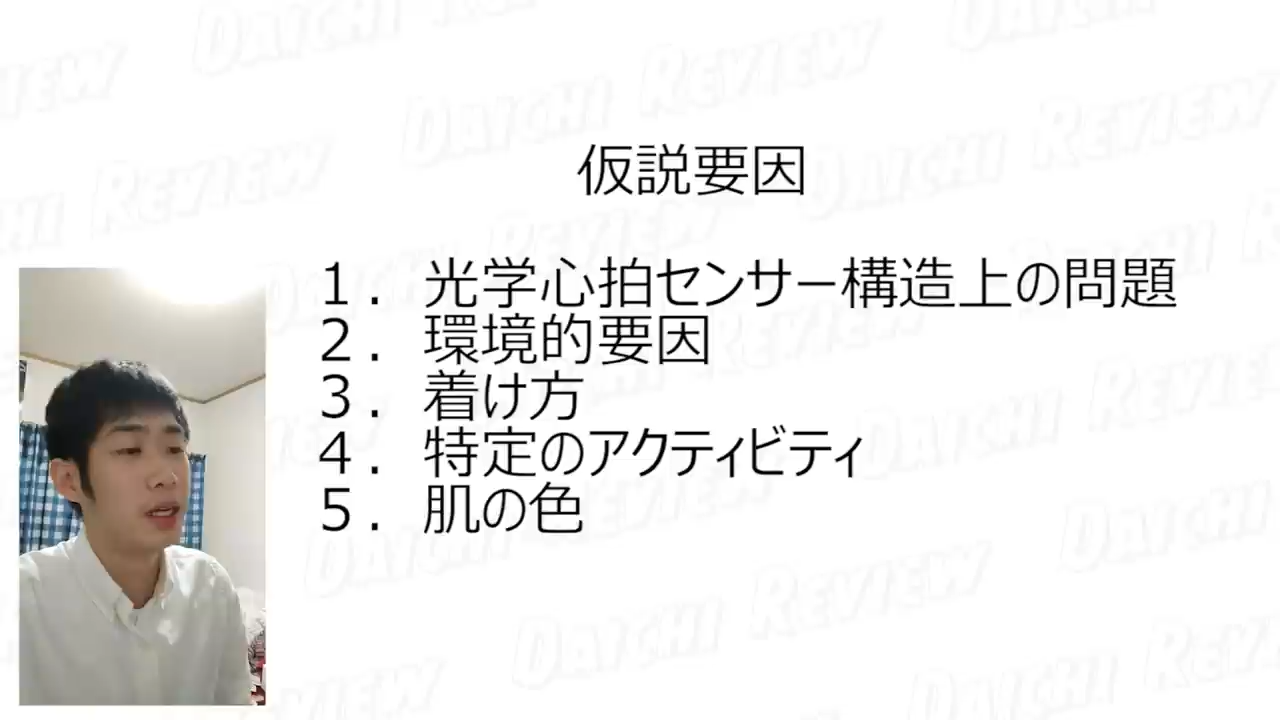 DAICHI REVIEW
仮説要因
１．光学心拍センサー構造上の問題
２．環境的要因
３．着け方
４．特定のアクティビティ
５．肌の色